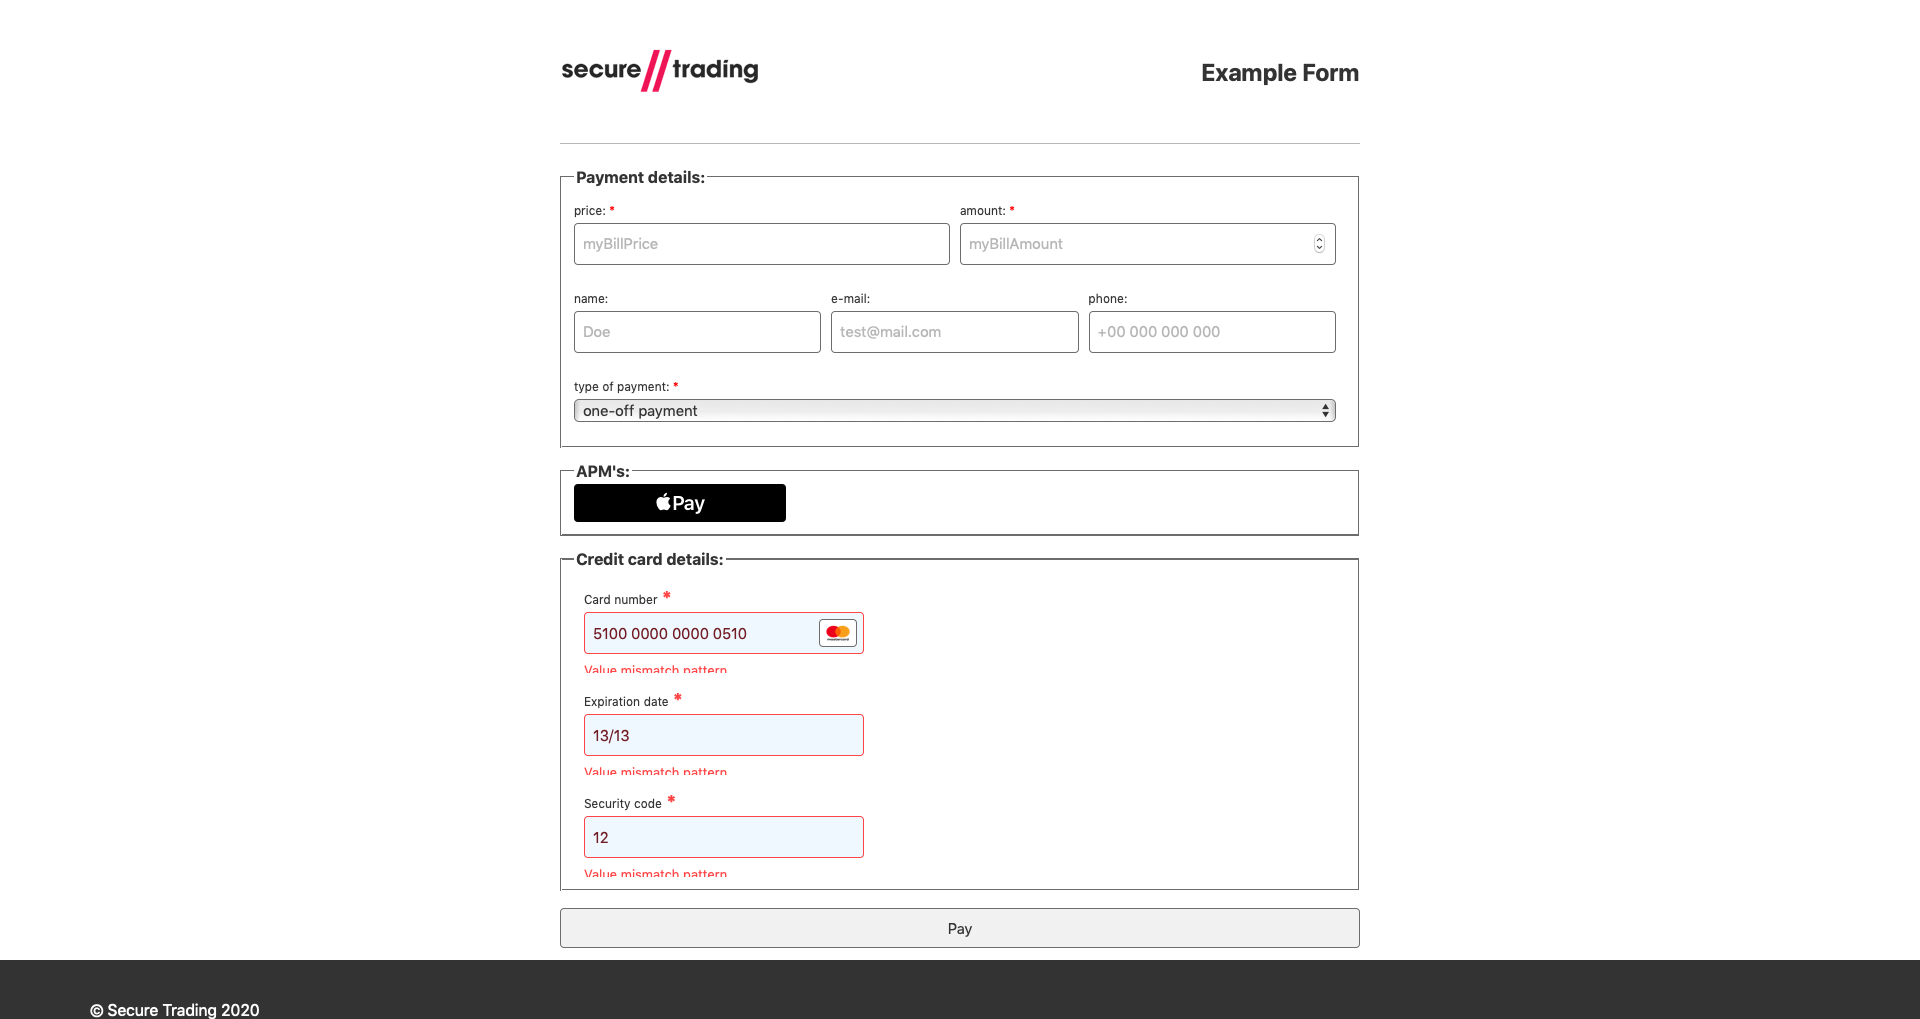 secure//trading
Example Form
Payment details:
price: *
amount: *
myBillPrice
myBillAmount
name:
e-mail:
phone:
Doe
test@mail.com
+00 000 000 000
type of payment: *
one-off payment
APM's:
Pay
Credit card details:
Card number *
5100 0000 0000 0510
Value mismatch pattern
Expiration date *
13/13
Value mismatch pattern
Security code *
12
Value mismatch pattern
Pay
© Secure Trading 2020